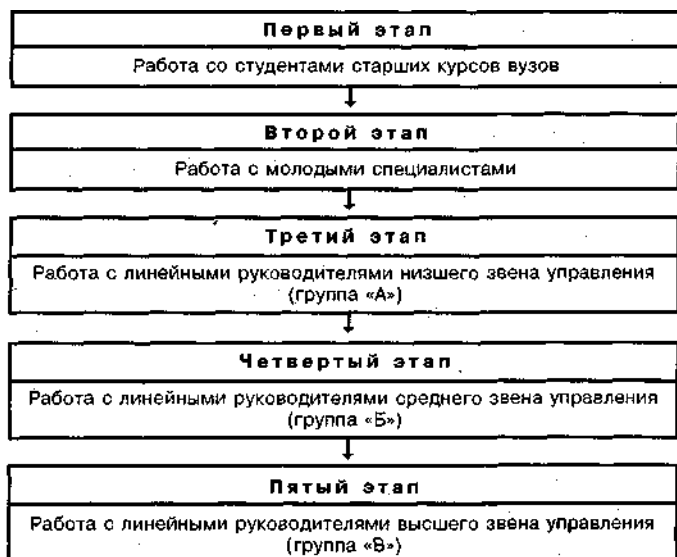 Первый этап
Работа со студентами старших курсов вузов
Второй этап
Работа с молодыми специалистами
Третий этап
Работа с линейными руководителями низшего звена управления
(группа «А»)
Четвертый этап
Работа с линейными руководителями среднего звена управления
(группа «Б»)
Пятый этап
Работа с линейными руководителями высшего звена управления
(группа «В»)